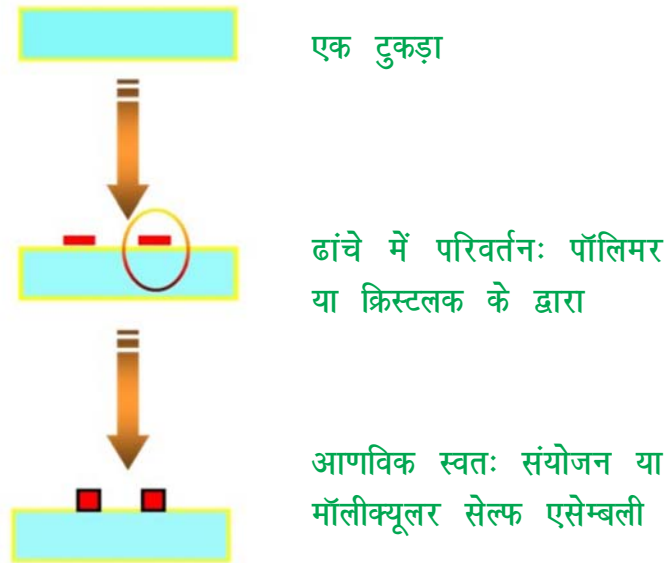 एक टुकड़ा
ढांचे में परिवर्तनः पॉलिमर
या क्रिस्टलक के द्वारा
आणविक स्वतः संयोजन या
मॉलीक्यूलर सेल्फ एसेम्बली